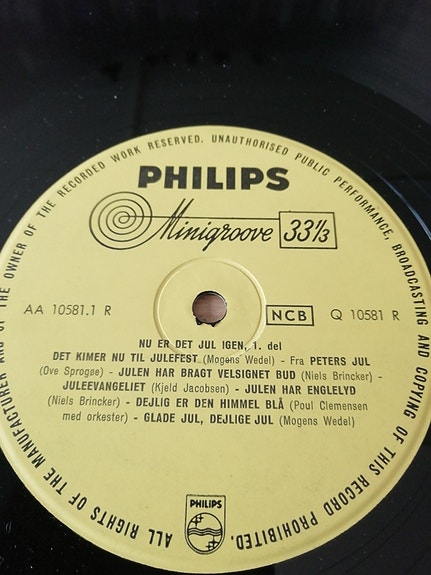 ALL RIGHTS OF THE MANUFACTURER AND OF THE OWNER OF THE RECORDED WORK RESERVED. UNAUTHORISED PUBLIC PERFORMANCE, BROADCASTING AND COPYING OF THIS RECORD PROHIBITED.
PHILIPS
Minigroove 33⅓
AA 10581.1 R
NCB
Q 10581 R
NU ER DET JUL IGEN, 1. del
DET KIMER NU TIL JULEFEST (Mogens Wedel) - Fra PETERS JUL
(Ove Sprogøe) - JULEN HAR BRAGT VELSIGNET BUD (Niels Brincker) -
JULEEVANGELIET (Kjeld Jacobsen) - JULEN HAR ENGLELYD
(Niels Brincker) - DEJLIG ER DEN HIMMEL BLÅ (Poul Clemensen
med orkester) - GLADE JUL, DEJLIGE JUL (Mogens Wedel)
PHILIPS